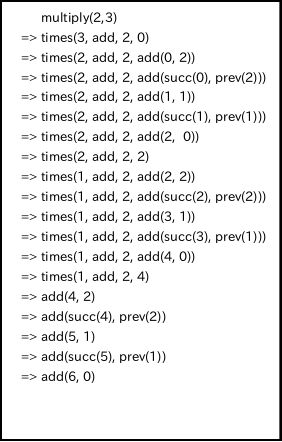 multiply(2,3)
=> times(3, add, 2, 0)
=> times(2, add, 2, add(0, 2))
=> times(2, add, 2, add(succ(0), prev(2)))
=> times(2, add, 2, add(1, 1))
=> times(2, add, 2, add(succ(1), prev(1)))
=> times(2, add, 2, add(2,  0))
=> times(2, add, 2, 2)
=> times(1, add, 2, add(2, 2))
=> times(1, add, 2, add(succ(2), prev(2)))
=> times(1, add, 2, add(3, 1))
=> times(1, add, 2, add(succ(3), prev(1)))
=> times(1, add, 2, add(4, 0))
=> times(1, add, 2, 4)
=> add(4, 2)
=> add(succ(4), prev(2))
=> add(5, 1)
=> add(succ(5), prev(1))
=> add(6, 0)